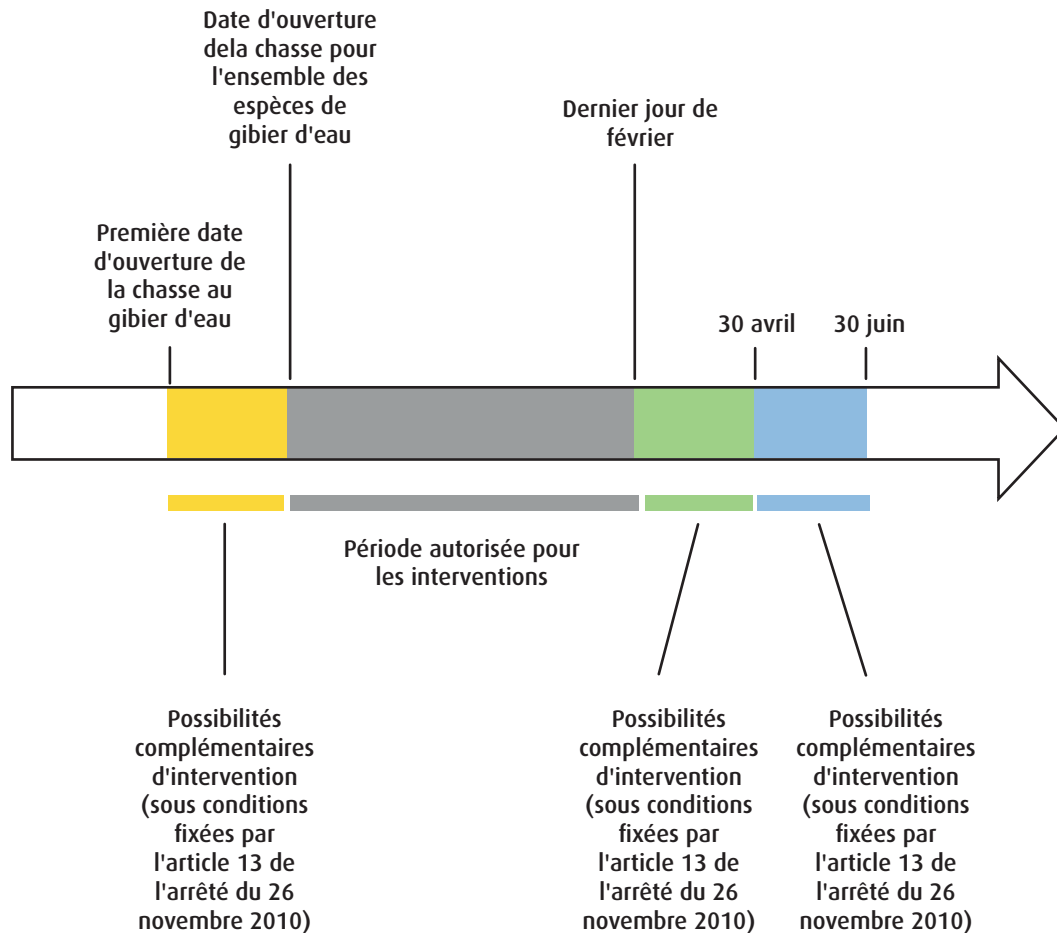 Date d'ouverture
dela chasse pour
l'ensemble des
espèces de
gibier d'eau
Dernier jour de
février
Première date
d'ouverture de
la chasse au
gibier d'eau
30 avril
30 juin
Période autorisée pour
les interventions
Possibilités
complémentaires
d'intervention
(sous conditions
fixées par
l'article 13 de
l'arrêté du 26
novembre 2010)
Possibilités
complémentaires
d'intervention
(sous conditions
fixées par
l'article 13 de
l'arrêté du 26
novembre 2010)
Possibilités
complémentaires
d'intervention
(sous conditions
fixées par
l'article 13 de
l'arrêté du 26
novembre 2010)